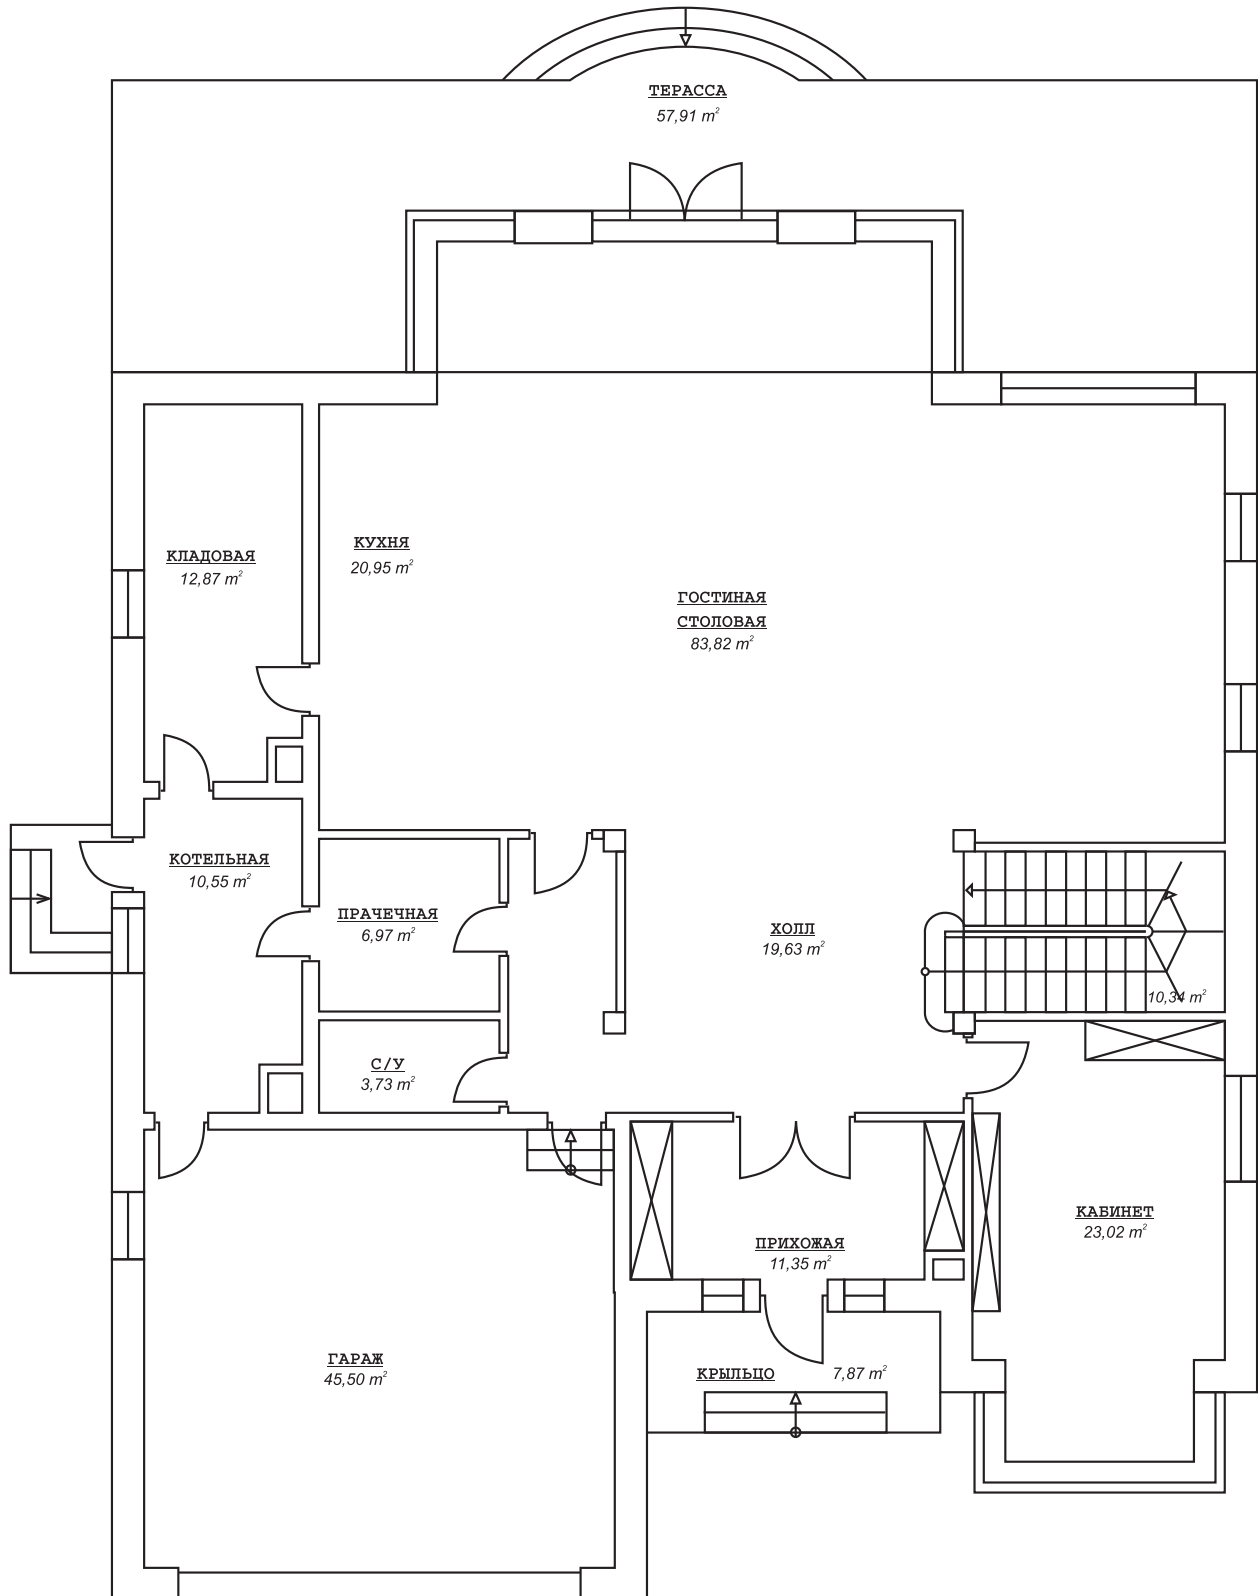 ТЕРАССА
57,91 m²
КУХНЯ
20,95 m²
КЛАДОВАЯ
12,87 m²
ГОСТИНАЯ
СТОЛОВАЯ
83,82 m²
КОТЕЛЬНАЯ
10,55 m²
ПРАЧЕЧНАЯ
6,97 m²
ХОЛЛ
19,63 m²
10,34 m²
С/У
3,73 m²
КАБИНЕТ
23,02 m²
ПРИХОЖАЯ
11,35 m²
ГАРАЖ
45,50 m²
КРЫЛЬЦО 7,87 m²